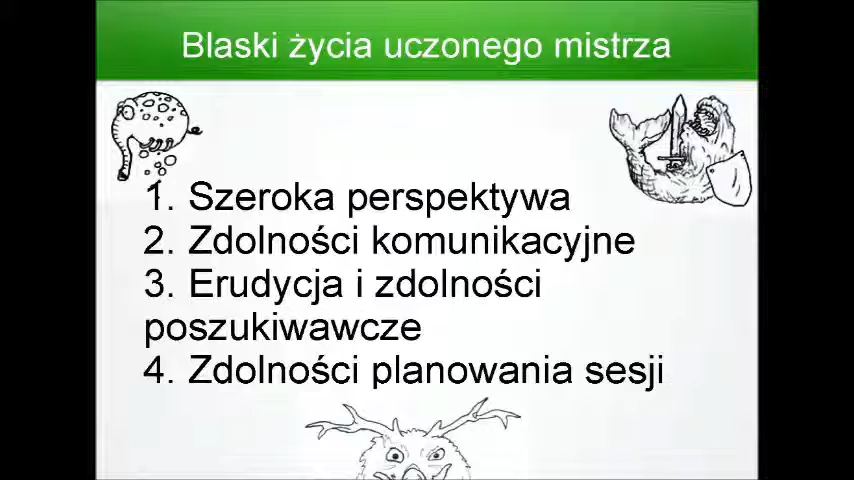 Blaski życia uczonego mistrza
1. Szeroka perspektywa
2. Zdolności komunikacyjne
3. Erudycja i zdolności
poszukiwawcze
4. Zdolności planowania sesji